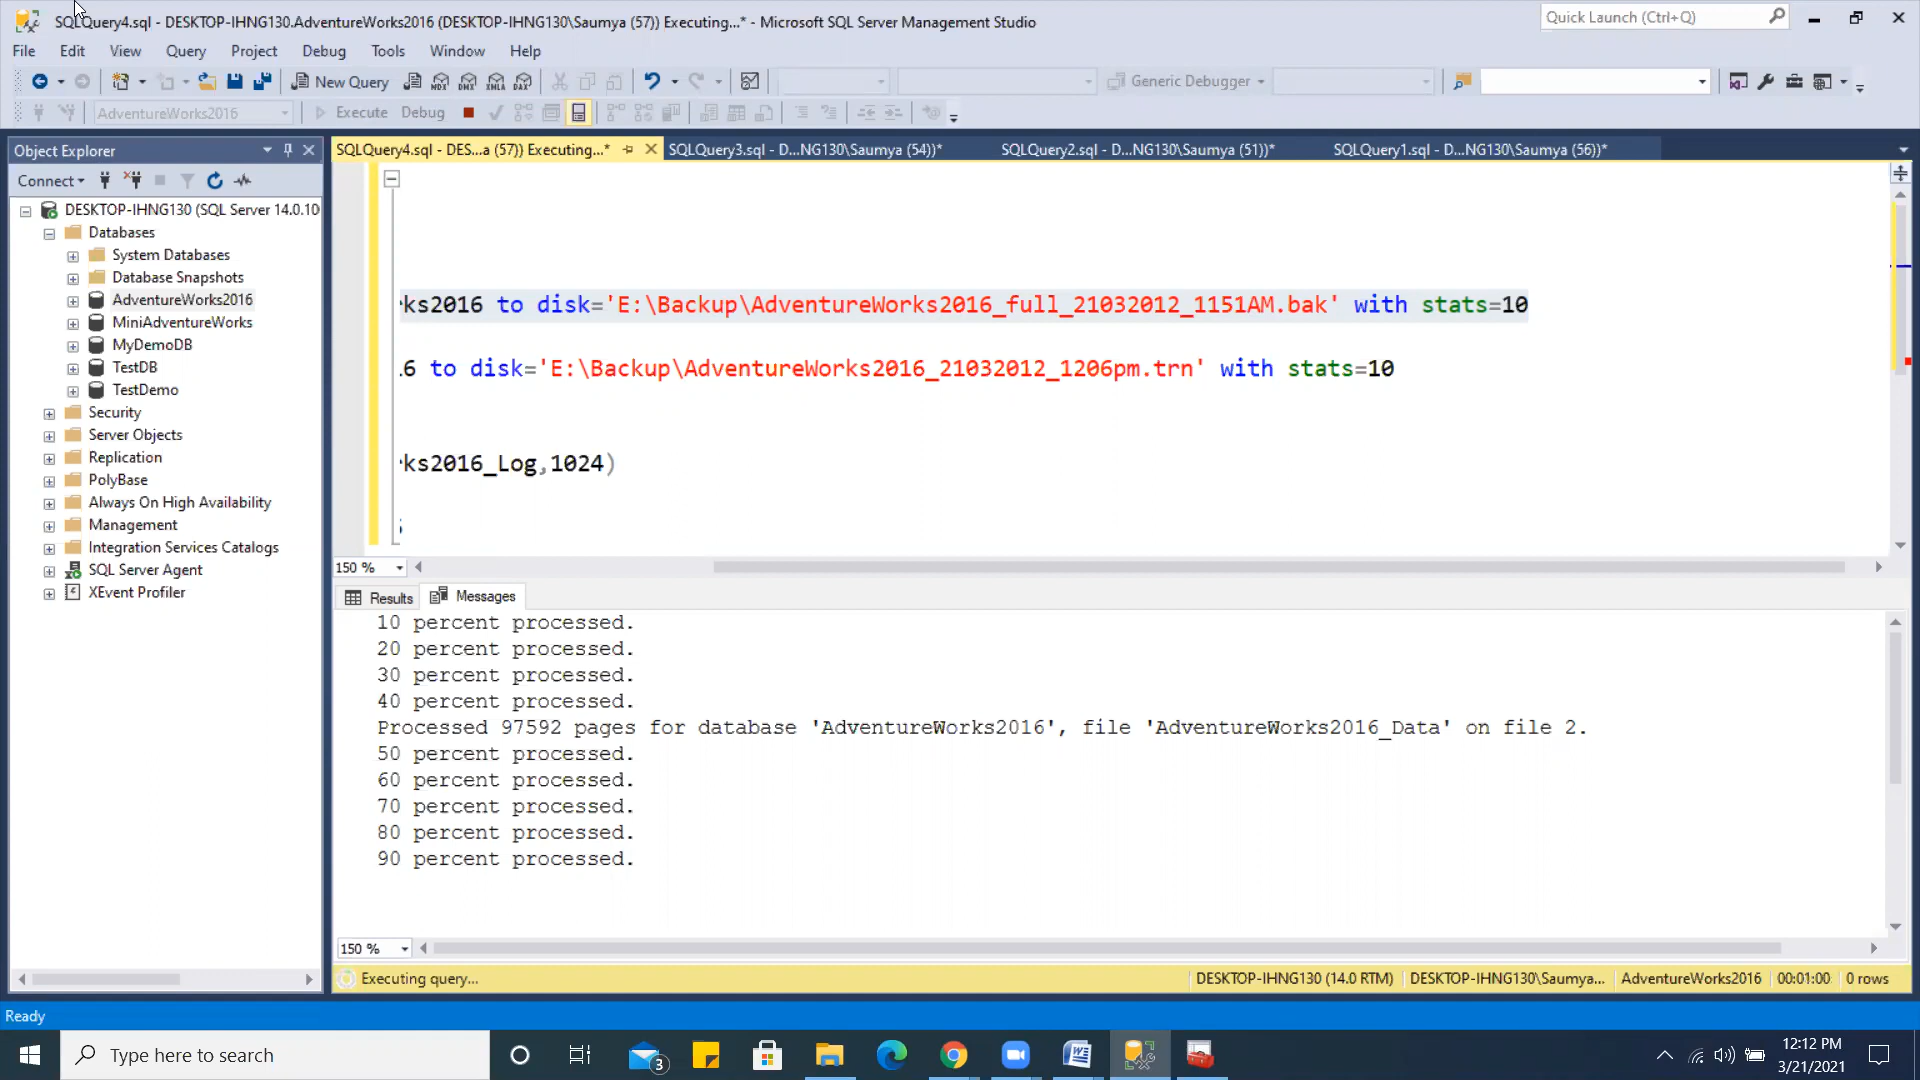 SQLQuery4.sql - DESKTOP-IHNG130.AdventureWorks2016 (DESKTOP-IHNG130\Saumya (57)) Executing...* - Microsoft SQL Server Management Studio
Quick Launch (Ctrl+Q)
File Edit View Query Project Debug Tools Window Help
New Query
MDX DMX XMLA DAX
Generic Debugger
AdventureWorks2016
Execute Debug
Object Explorer
SQLQuery4.sql - DES...a (57)) Executing...*
SQLQuery3.sql - D...NG130\Saumya (54))*
SQLQuery2.sql - D...NG130\Saumya (51))*
SQLQuery1.sql - D...NG130\Saumya (56))*
Connect
DESKTOP-IHNG130 (SQL Server 14.0.10
Databases
System Databases
Database Snapshots
AdventureWorks2016
MiniAdventureWorks
MyDemoDB
TestDB
TestDemo
Security
Server Objects
Replication
PolyBase
Always On High Availability
Management
Integration Services Catalogs
SQL Server Agent
XEvent Profiler
ks2016 to disk='E:\Backup\AdventureWorks2016_full_21032012_1151AM.bak' with stats=10
16 to disk='E:\Backup\AdventureWorks2016_21032012_1206pm.trn' with stats=10
ks2016_Log,1024)
150 %
Results Messages
10 percent processed.
20 percent processed.
30 percent processed.
40 percent processed.
Processed 97592 pages for database 'AdventureWorks2016', file 'AdventureWorks2016_Data' on file 2.
50 percent processed.
60 percent processed.
70 percent processed.
80 percent processed.
90 percent processed.
150 %
Executing query...
DESKTOP-IHNG130 (14.0 RTM)
DESKTOP-IHNG130\Saumya...
AdventureWorks2016
00:01:00
0 rows
Ready
Type here to search
3
12:12 PM
3/21/2021